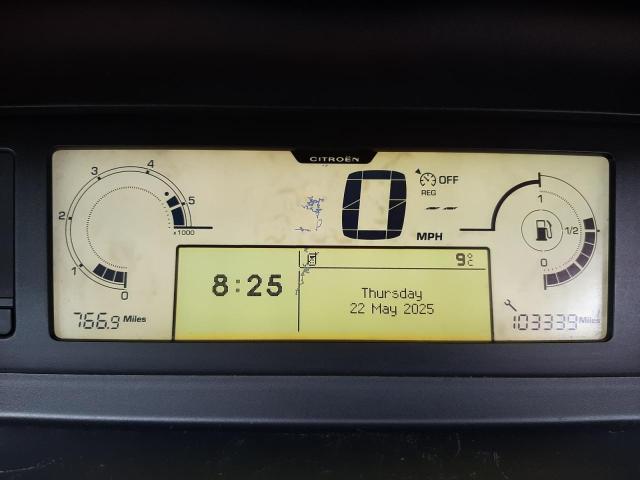 CITROËN
4
3
5
2
x1000
1
0
0
MPH
OFF
REG
--
1
1/2
0
8:25
9°C
Thursday
22 May 2025
766.9 Miles
103339 Miles